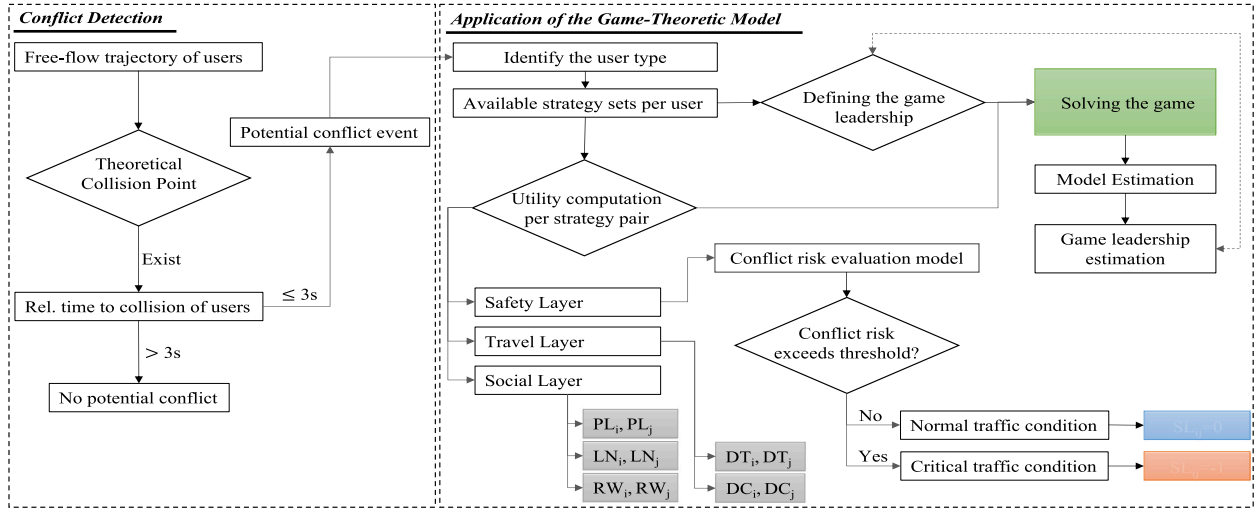 Conflict Detection
Free-flow trajectory of users
Theoretical
Collision Point
Exist
Rel. time to collision of users
> 3s
No potential conflict
≤ 3s
Potential conflict event
Application of the Game-Theoretic Model
Identify the user type
Available strategy sets per user
Defining the game
leadership
Solving the game
Model Estimation
Game leadership
estimation
Utility computation
per strategy pair
Safety Layer
Travel Layer
Social Layer
PLi, PLj
LNi, LNj
RWi, RWj
DTi, DTj
DCi, DCj
Conflict risk evaluation model
Conflict risk
exceeds threshold?
No
Normal traffic condition
Yes
Critical traffic condition